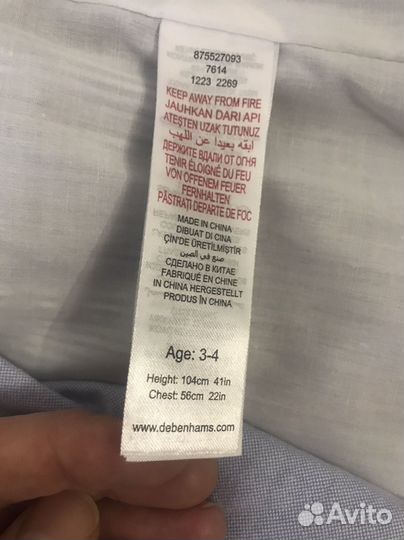 875527093
7614
1223 2269
KEEP AWAY FROM FIRE
JAUHKAN DARI API
ATEŞTEN UZAK TUTUNUZ
أبقه بعيدا عن اللهب
ДЕРЖИТЕ ВДАЛИ ОТ ОГНЯ
TENIR ÉLOIGNÉ DU FEU
VON OFFENEM FEUER
FERNHALTEN
PĂSTRAȚI DEPARTE DE FOC
MADE IN CHINA
DIBUAT DI CINA
ÇİN'DE ÜRETİLMİŞTİR
صنع في الصين
СДЕЛАНО В КИТАЕ
FABRIQUÉ EN CHINE
IN CHINA HERGESTELLT
PRODUS ÎN CHINA
Age: 3-4
Height: 104cm 41in
Chest: 56cm 22in
www.debenhams.com
Avito